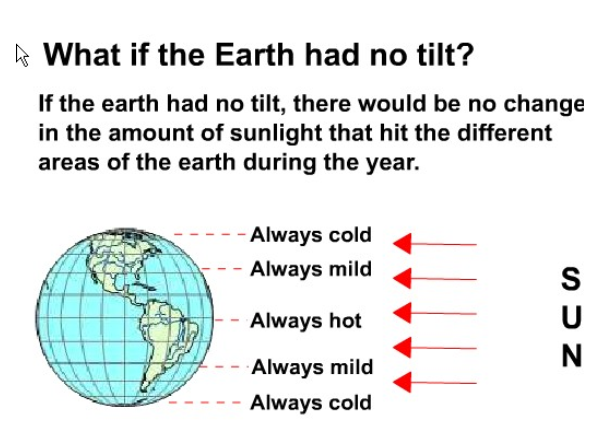 What if the Earth had no tilt?
If the earth had no tilt, there would be no change
in the amount of sunlight that hit the different
areas of the earth during the year.
Always cold
Always mild
Always hot
Always mild
Always cold
S
U
N